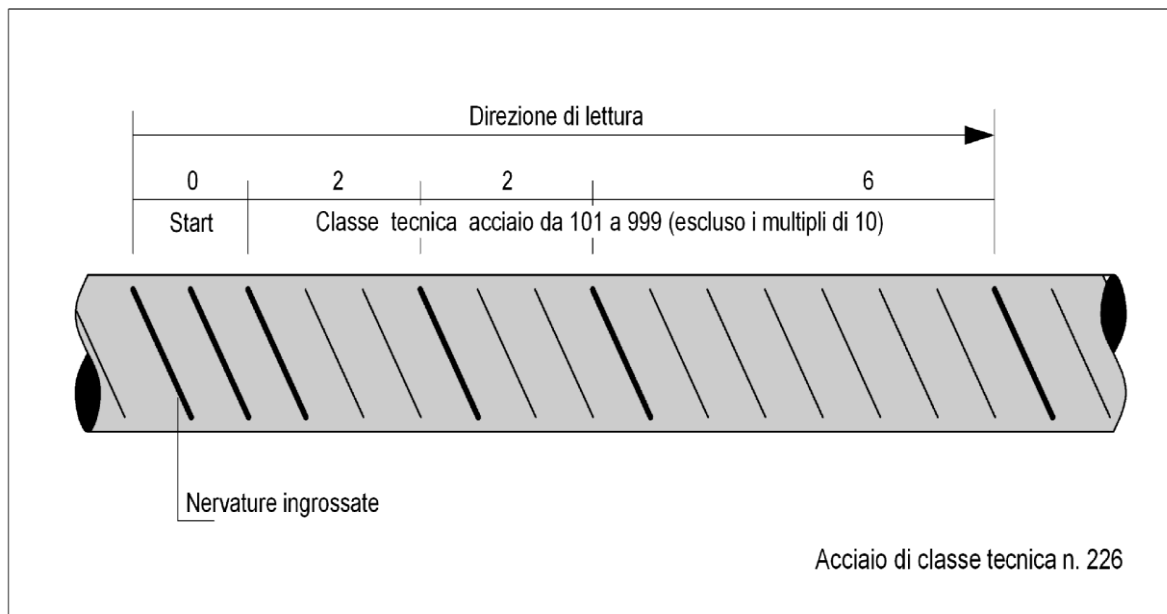 Direzione di lettura
0 2 2 6
Start Classe tecnica acciaio da 101 a 999 (escluso i multipli di 10)
Nervature ingrossate
Acciaio di classe tecnica n. 226